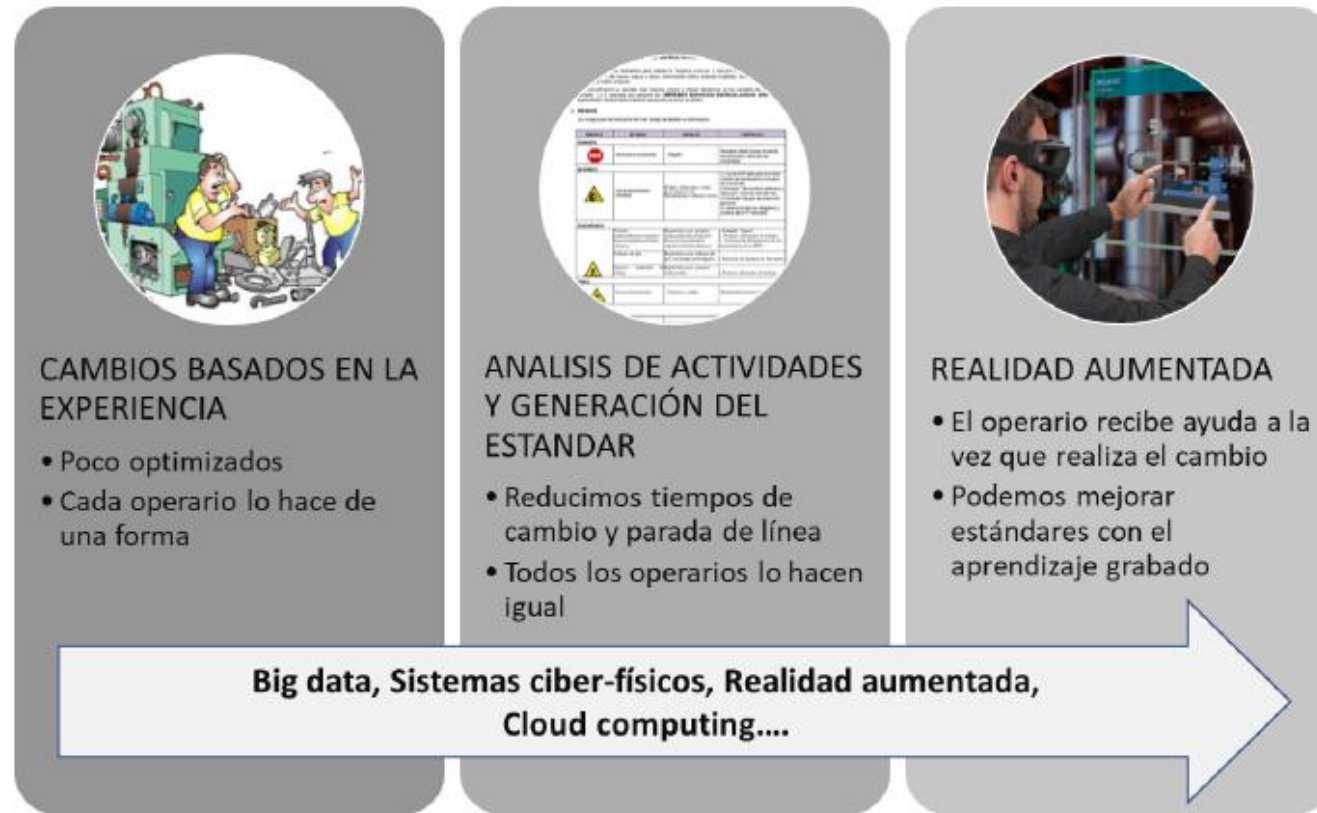 CAMBIOS BASADOS EN LA
EXPERIENCIA
• Poco optimizados
• Cada operario lo hace de
una forma
ANALISIS DE ACTIVIDADES
Y GENERACIÓN DEL
ESTANDAR
• Reducimos tiempos de
cambio y parada de línea
• Todos los operarios lo hacen
igual
REALIDAD AUMENTADA
• El operario recibe ayuda a la
vez que realiza el cambio
• Podemos mejorar
estándares con el
aprendizaje grabado
Big data, Sistemas ciber-físicos, Realidad aumentada,
Cloud computing....